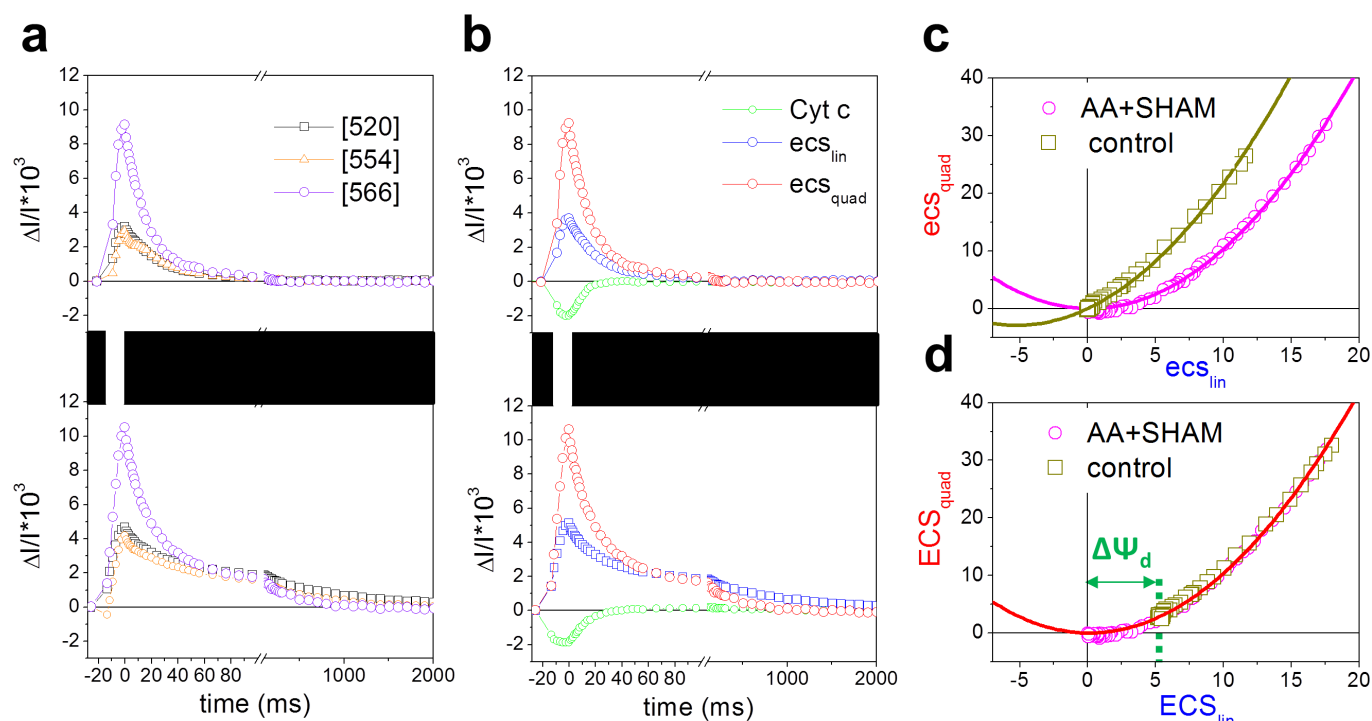 a
12
10
8
6
4
2
0
-2
ΔI/I*10³
[520]
[554]
[566]
12
10
8
6
4
2
0
-2
ΔI/I*10³
-20 0 20 40 60 80 1000 2000
time (ms)
b
12
10
8
6
4
2
0
-2
ΔI/I*10³
Cyt c
ecs_lin
ecs_quad
12
10
8
6
4
2
0
-2
ΔI/I*10³
-20 0 20 40 60 80 1000 2000
time (ms)
c
40
30
20
10
0
ecs_quad
AA+SHAM
control
-5 0 5 10 15 20
ecs_lin
d
40
30
20
10
0
ECS_quad
AA+SHAM
control
ΔΨ_d
-5 0 5 10 15 20
ECS_lin